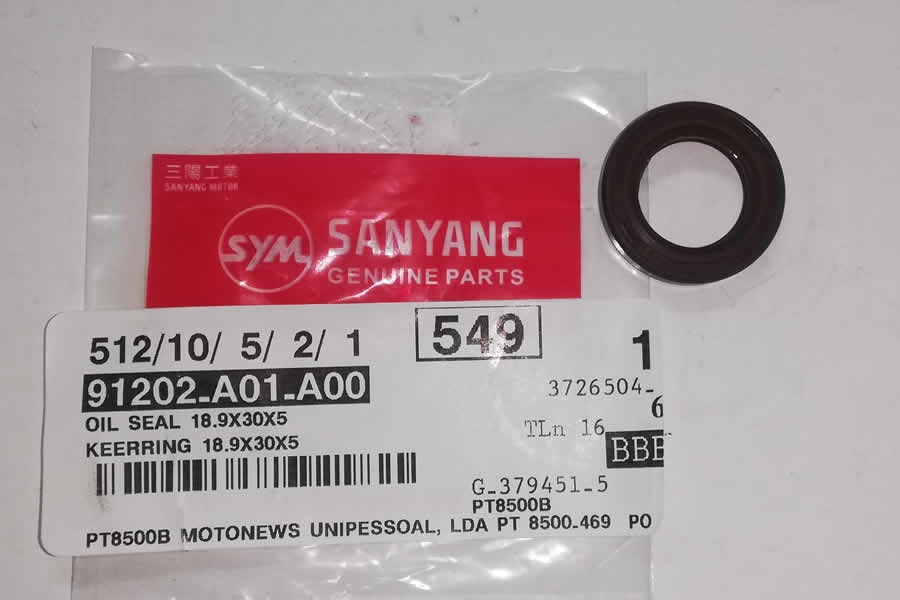 三陽工業
SANYANG MOTOR
SYM
SANYANG
GENUINE PARTS
512/10/ 5/ 2/ 1
549
1
91202-A01-A00
3726504-
6
OIL SEAL 18.9X30X5
TLn 16
KEERRING 18.9X30X5
BBB
G-379451-5
PT8500B
PT8500B MOTONEWS UNIPESSOAL, LDA PT 8500-469 PO